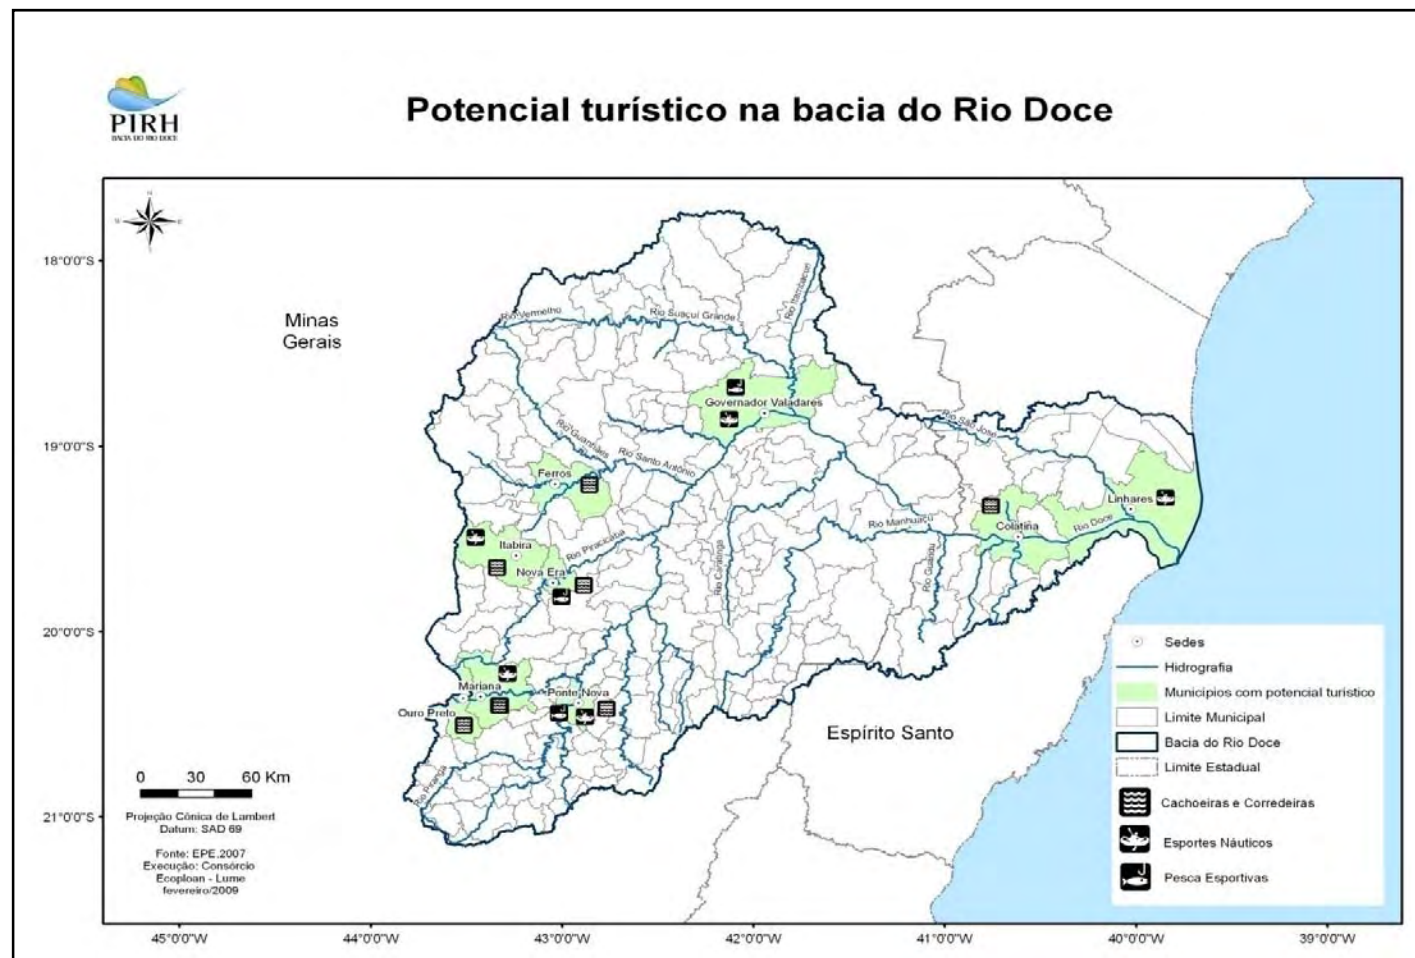 PIRH
BACIA DO RIO DOCE
Potencial turístico na bacia do Rio Doce
N
W
E
S
18°0'0"S
19°0'0"S
20°0'0"S
21°0'0"S
Minas
Gerais
Rio Vermelho
Rio Suaçuí Grande
Rio Itambacuri
Governador Valadares
Rio Guanhães
Rio Santo Antônio
Ferros
Rio São José
Linhares
Rio Doce
Colatina
Rio Manhuaçu
Rio Guandu
Rio Caratinga
Rio Piracicaba
Itabira
Nova Era
Mariana
Ponte Nova
Ouro Preto
Rio Piranga
Espírito Santo
0 30 60 Km
Projeção Cônica de Lambert
Datum: SAD 69
Fonte: EPE.2007
Execução: Consórcio
Ecoploan - Lume
fevereiro/2009
Sedes
Hidrografia
Municípios com potencial turístico
Limite Municipal
Bacia do Rio Doce
Limite Estadual
Cachoeiras e Corredeiras
Esportes Náuticos
Pesca Esportivas
45°0'0"W
44°0'0"W
43°0'0"W
42°0'0"W
41°0'0"W
40°0'0"W
39°0'0"W